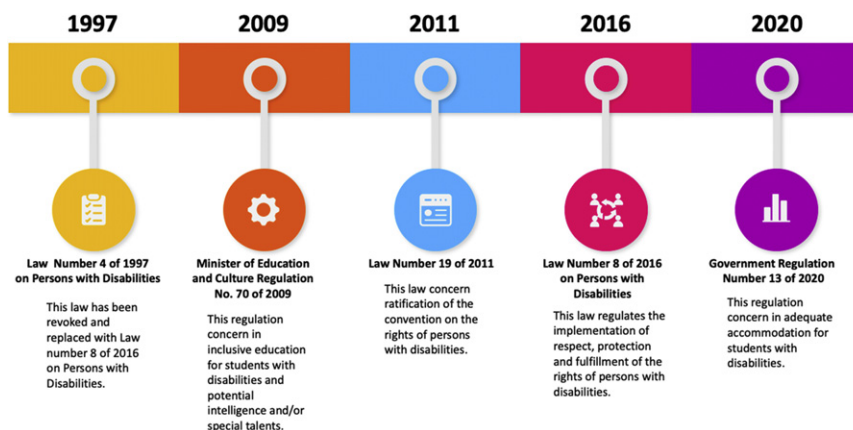 1997
2009
2011
2016
2020
Law Number 4 of 1997
on Persons with Disabilities
This law has been
revoked and
replaced with Law
number 8 of 2016
on Persons with
Disabilities.
Minister of Education
and Culture Regulation
No. 70 of 2009
This regulation
concern in
inclusive education
for students with
disabilities and
potential
intelligence and/or
special talents.
Law Number 19 of 2011
This law concern
ratification of the
convention on the
rights of persons
with disabilities.
Law Number 8 of 2016
on Persons with
Disabilities
This law regulates the
implementation of
respect, protection
and fulfillment of the
rights of persons with
disabilities.
Government Regulation
Number 13 of 2020
This regulation
concern in adequate
accommodation for
students with
disabilities.